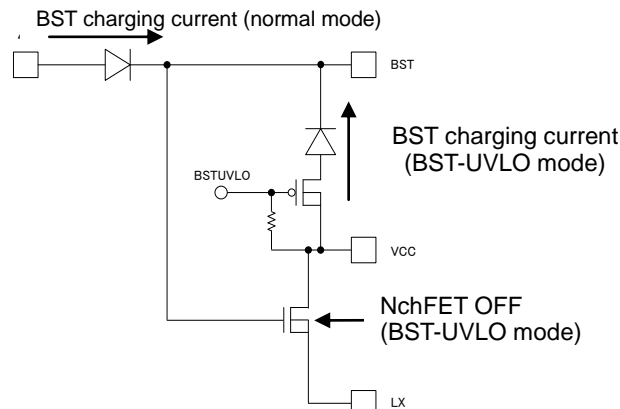 BST charging current (normal mode)
BST
BST charging current
(BST-UVLO mode)
BSTUVLO
VCC
NchFET OFF
(BST-UVLO mode)
LX